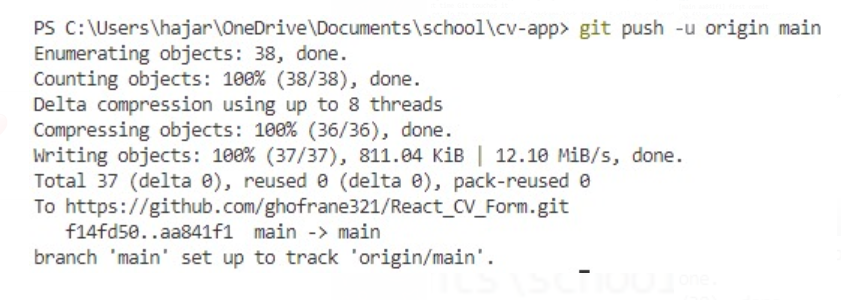 PS C:\Users\hajar\OneDrive\Documents\school\cv-app> git push -u origin main
Enumerating objects: 38, done.
Counting objects: 100% (38/38), done.
Delta compression using up to 8 threads
Compressing objects: 100% (36/36), done.
Writing objects: 100% (37/37), 811.04 KiB | 12.10 MiB/s, done.
Total 37 (delta 0), reused 0 (delta 0), pack-reused 0
To https://github.com/ghofrane321/React_CV_Form.git
   f14fd50..aa841f1  main -> main
branch 'main' set up to track 'origin/main'.